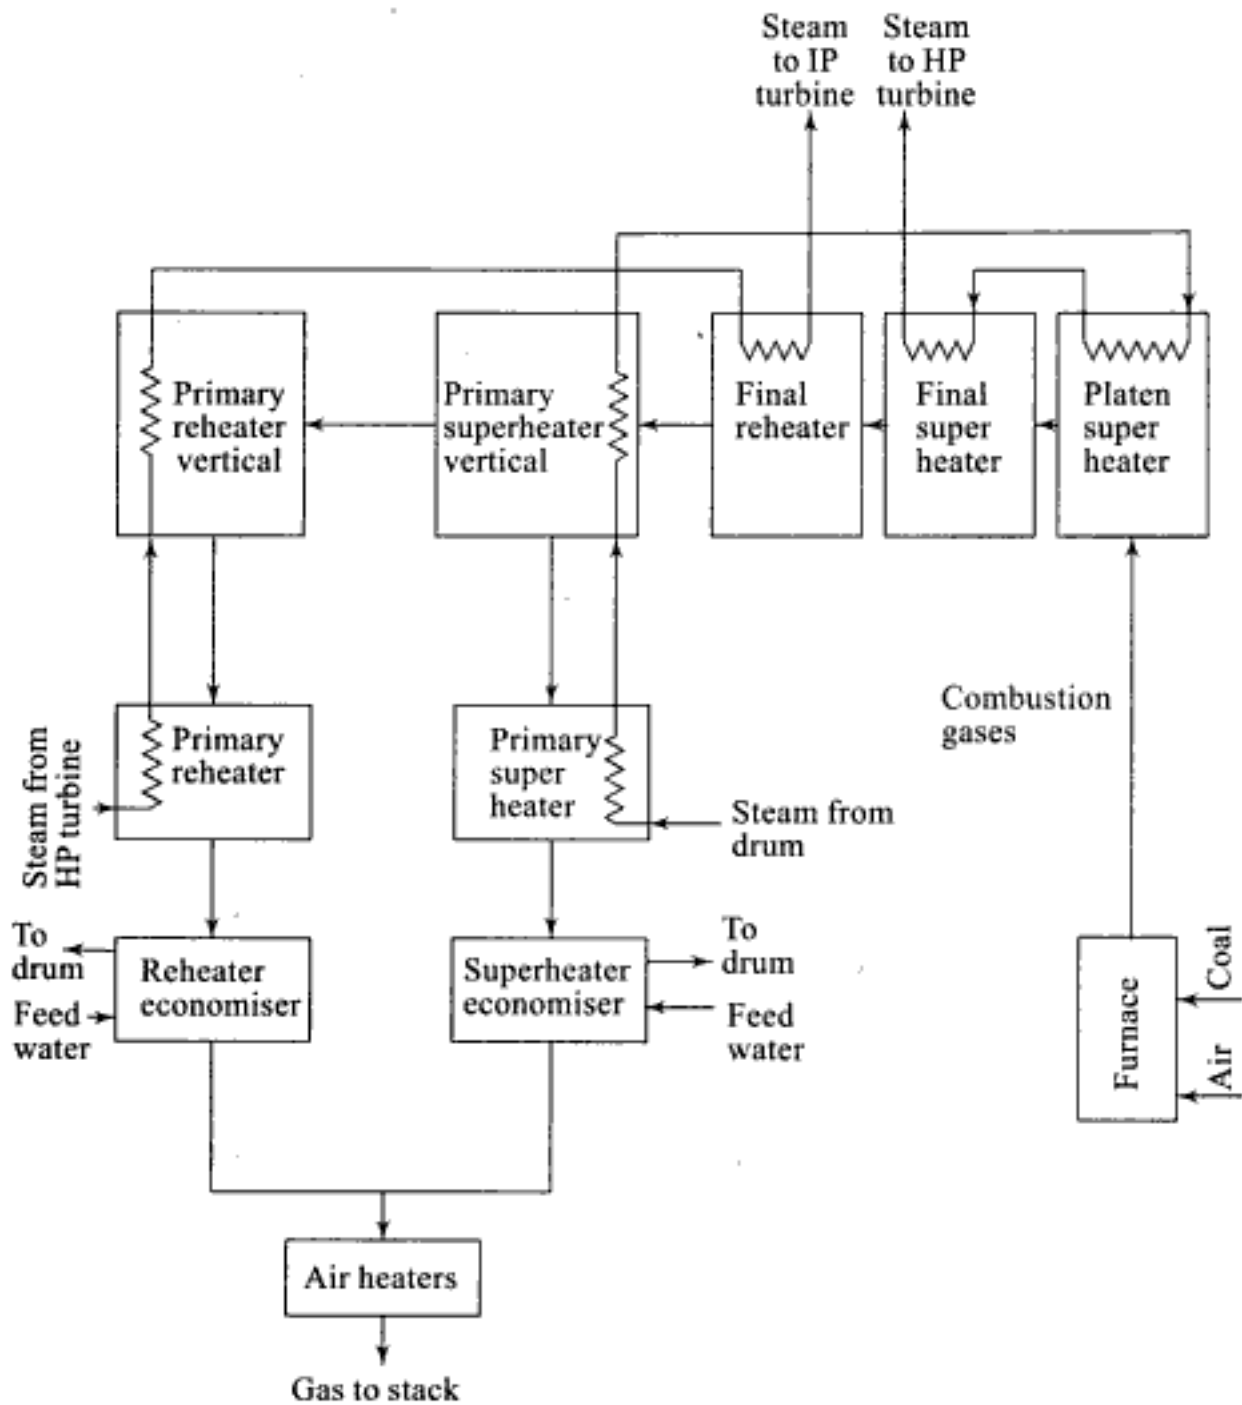 Steam
to IP
turbine
Steam
to HP
turbine
Primary
reheater
vertical
Primary
superheater
vertical
Final
reheater
Final
super
heater
Platen
super
heater
Combustion
gases
Primary
reheater
Steam from
HP turbine
Primary
super
heater
Steam from
drum
To
drum
Feed
water
Reheater
economiser
Superheater
economiser
To
drum
Feed
water
Furnace
Coal
Air
Air heaters
Gas to stack